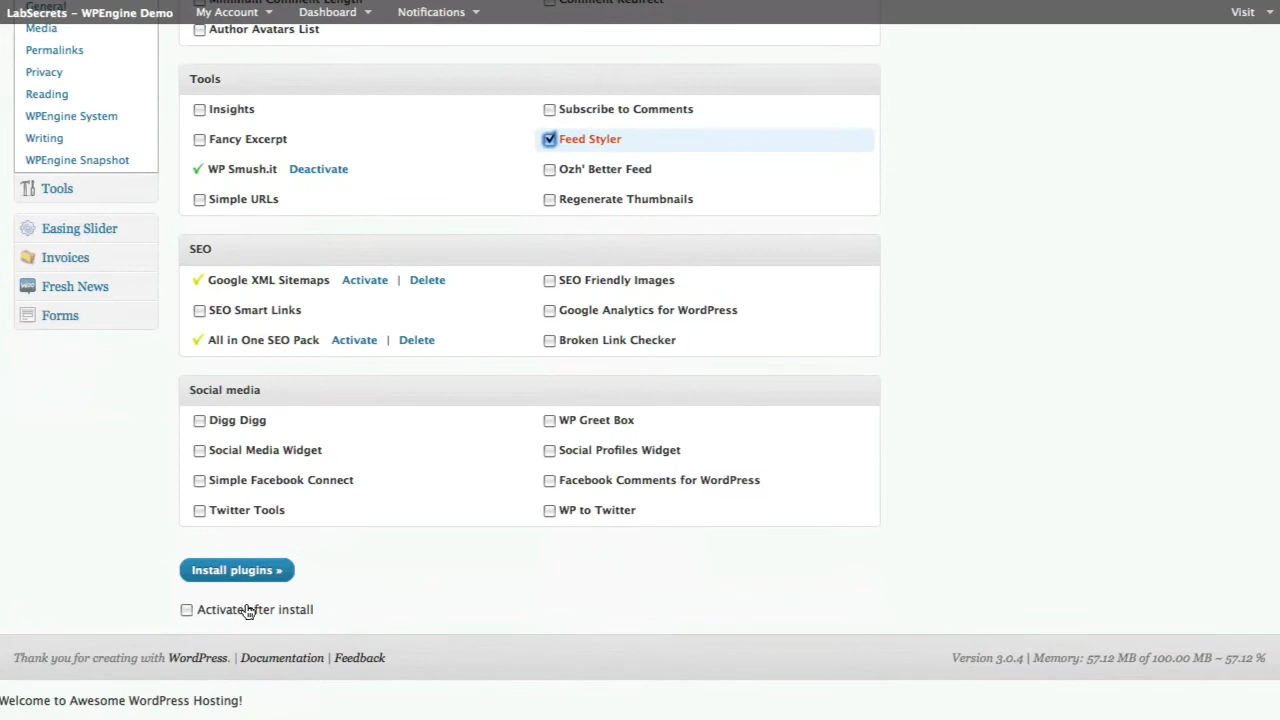 LabSecrets – WPEngine Demo My Account Dashboard Notifications Visit
General
Media
Permalinks
Privacy
Reading
WPEngine System
Writing
WPEngine Snapshot
Tools
Easing Slider
Invoices
Fresh News
Forms
Minimum Comment Length Comment Redirect
Author Avatars List
Tools
Insights Subscribe to Comments
Fancy Excerpt Feed Styler
WP Smush.it Deactivate Ozh' Better Feed
Simple URLs Regenerate Thumbnails
SEO
Google XML Sitemaps Activate | Delete SEO Friendly Images
SEO Smart Links Google Analytics for WordPress
All in One SEO Pack Activate | Delete Broken Link Checker
Social media
Digg Digg WP Greet Box
Social Media Widget Social Profiles Widget
Simple Facebook Connect Facebook Comments for WordPress
Twitter Tools WP to Twitter
Install plugins »
Activate after install
Thank you for creating with WordPress. | Documentation | Feedback Version 3.0.4 | Memory: 57.12 MB of 100.00 MB – 57.12 %
Welcome to Awesome WordPress Hosting!